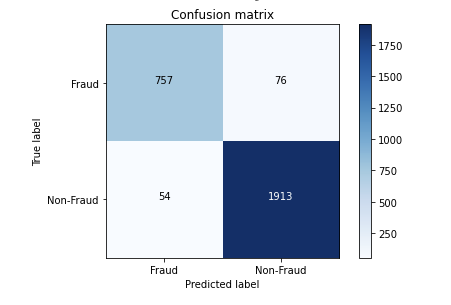 Confusion matrix
Fraud
757
76
Non-Fraud
54
1913
True label
Fraud Non-Fraud
Predicted label
1750
1500
1250
1000
750
500
250